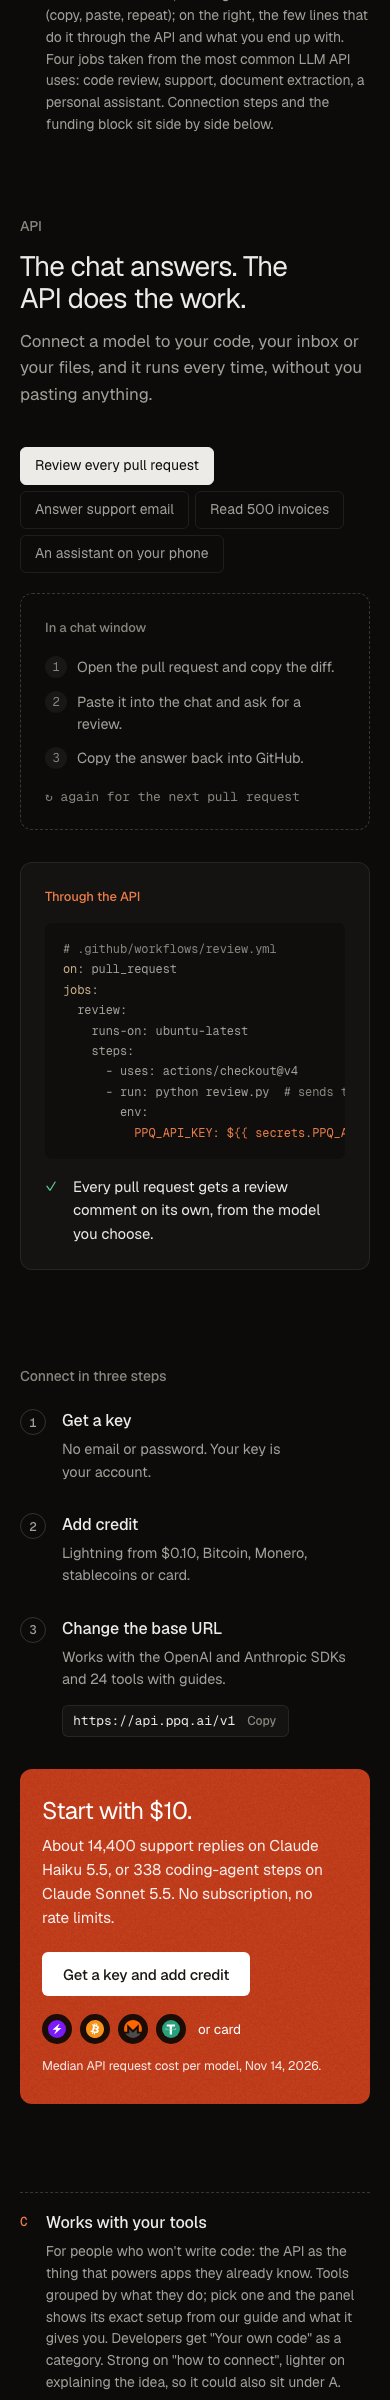 (copy, paste, repeat); on the right, the few lines that
do it through the API and what you end up with.
Four jobs taken from the most common LLM API
uses: code review, support, document extraction, a
personal assistant. Connection steps and the
funding block sit side by side below.
API
The chat answers. The
API does the work.
Connect a model to your code, your inbox or
your files, and it runs every time, without you
pasting anything.
Review every pull request
Answer support email
Read 500 invoices
An assistant on your phone
In a chat window
1 Open the pull request and copy the diff.
2 Paste it into the chat and ask for a
review.
3 Copy the answer back into GitHub.
↻ again for the next pull request
Through the API
# .github/workflows/review.yml
on: pull_request
jobs:
review:
runs-on: ubuntu-latest
steps:
- uses: actions/checkout@v4
- run: python review.py # sends
env:
PPQ_API_KEY: ${{ secrets.PPQ_
✓ Every pull request gets a review
comment on its own, from the model
you choose.
Connect in three steps
1 Get a key
No email or password. Your key is
your account.
2 Add credit
Lightning from $0.10, Bitcoin, Monero,
stablecoins or card.
3 Change the base URL
Works with the OpenAI and Anthropic SDKs
and 24 tools with guides.
https://api.ppq.ai/v1 Copy
Start with $10.
About 14,400 support replies on Claude
Haiku 5.5, or 338 coding-agent steps on
Claude Sonnet 5.5. No subscription, no
rate limits.
Get a key and add credit
or card
Median API request cost per model, Nov 14, 2026.
C Works with your tools
For people who won't write code: the API as the
thing that powers apps they already know. Tools
grouped by what they do; pick one and the panel
shows its exact setup from our guide and what it
gives you. Developers get "Your own code" as a
category. Strong on "how to connect", lighter on
explaining the idea, so it could also sit under A.